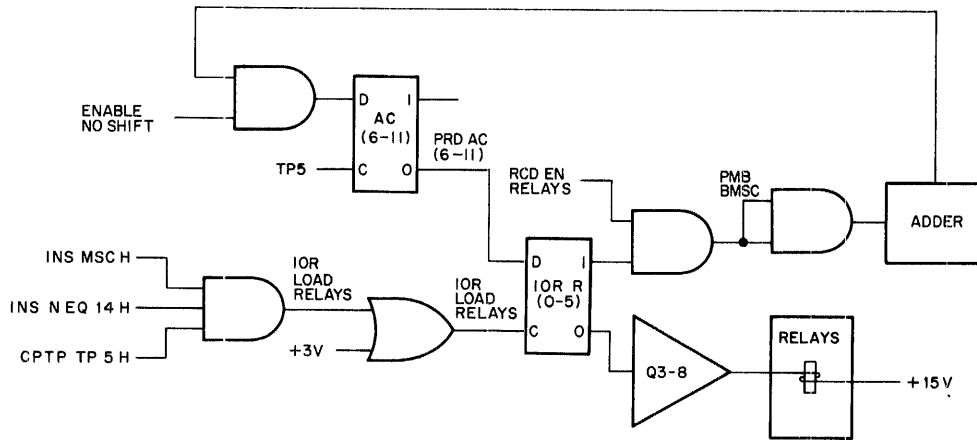 ENABLE
NO SHIFT
D
1
AC
(6-11)
TP5
C
0
PRD AC
(6-11)
RCD EN
RELAYS
PMB
BMSC
ADDER
INS MSC H
INS N EQ 14 H
CPTP TP 5 H
IOR
LOAD
RELAYS
+3V
IOR
LOAD
RELAYS
D
1
IOR R
(0-5)
C
0
Q3-8
RELAYS
+15V